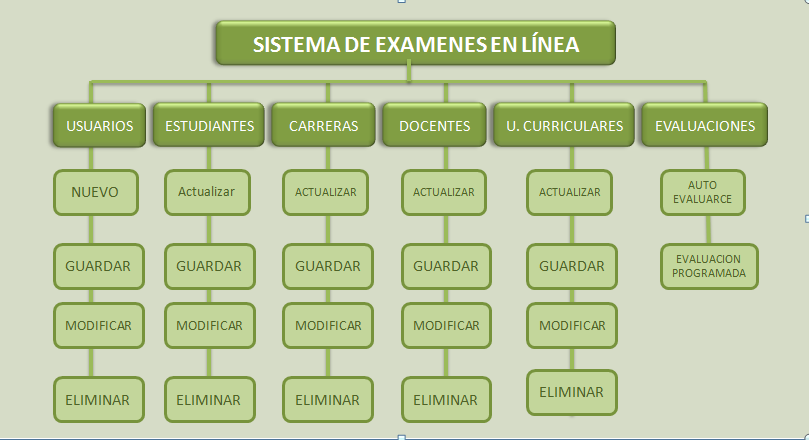 SISTEMA DE EXAMENES EN LÍNEA
USUARIOS
ESTUDIANTES
CARRERAS
DOCENTES
U. CURRICULARES
EVALUACIONES
NUEVO
Actualizar
ACTUALIZAR
ACTUALIZAR
ACTUALIZAR
AUTO
EVALUARCE
GUARDAR
GUARDAR
GUARDAR
GUARDAR
GUARDAR
EVALUACION
PROGRAMADA
MODIFICAR
MODIFICAR
MODIFICAR
MODIFICAR
MODIFICAR
ELIMINAR
ELIMINAR
ELIMINAR
ELIMINAR
ELIMINAR